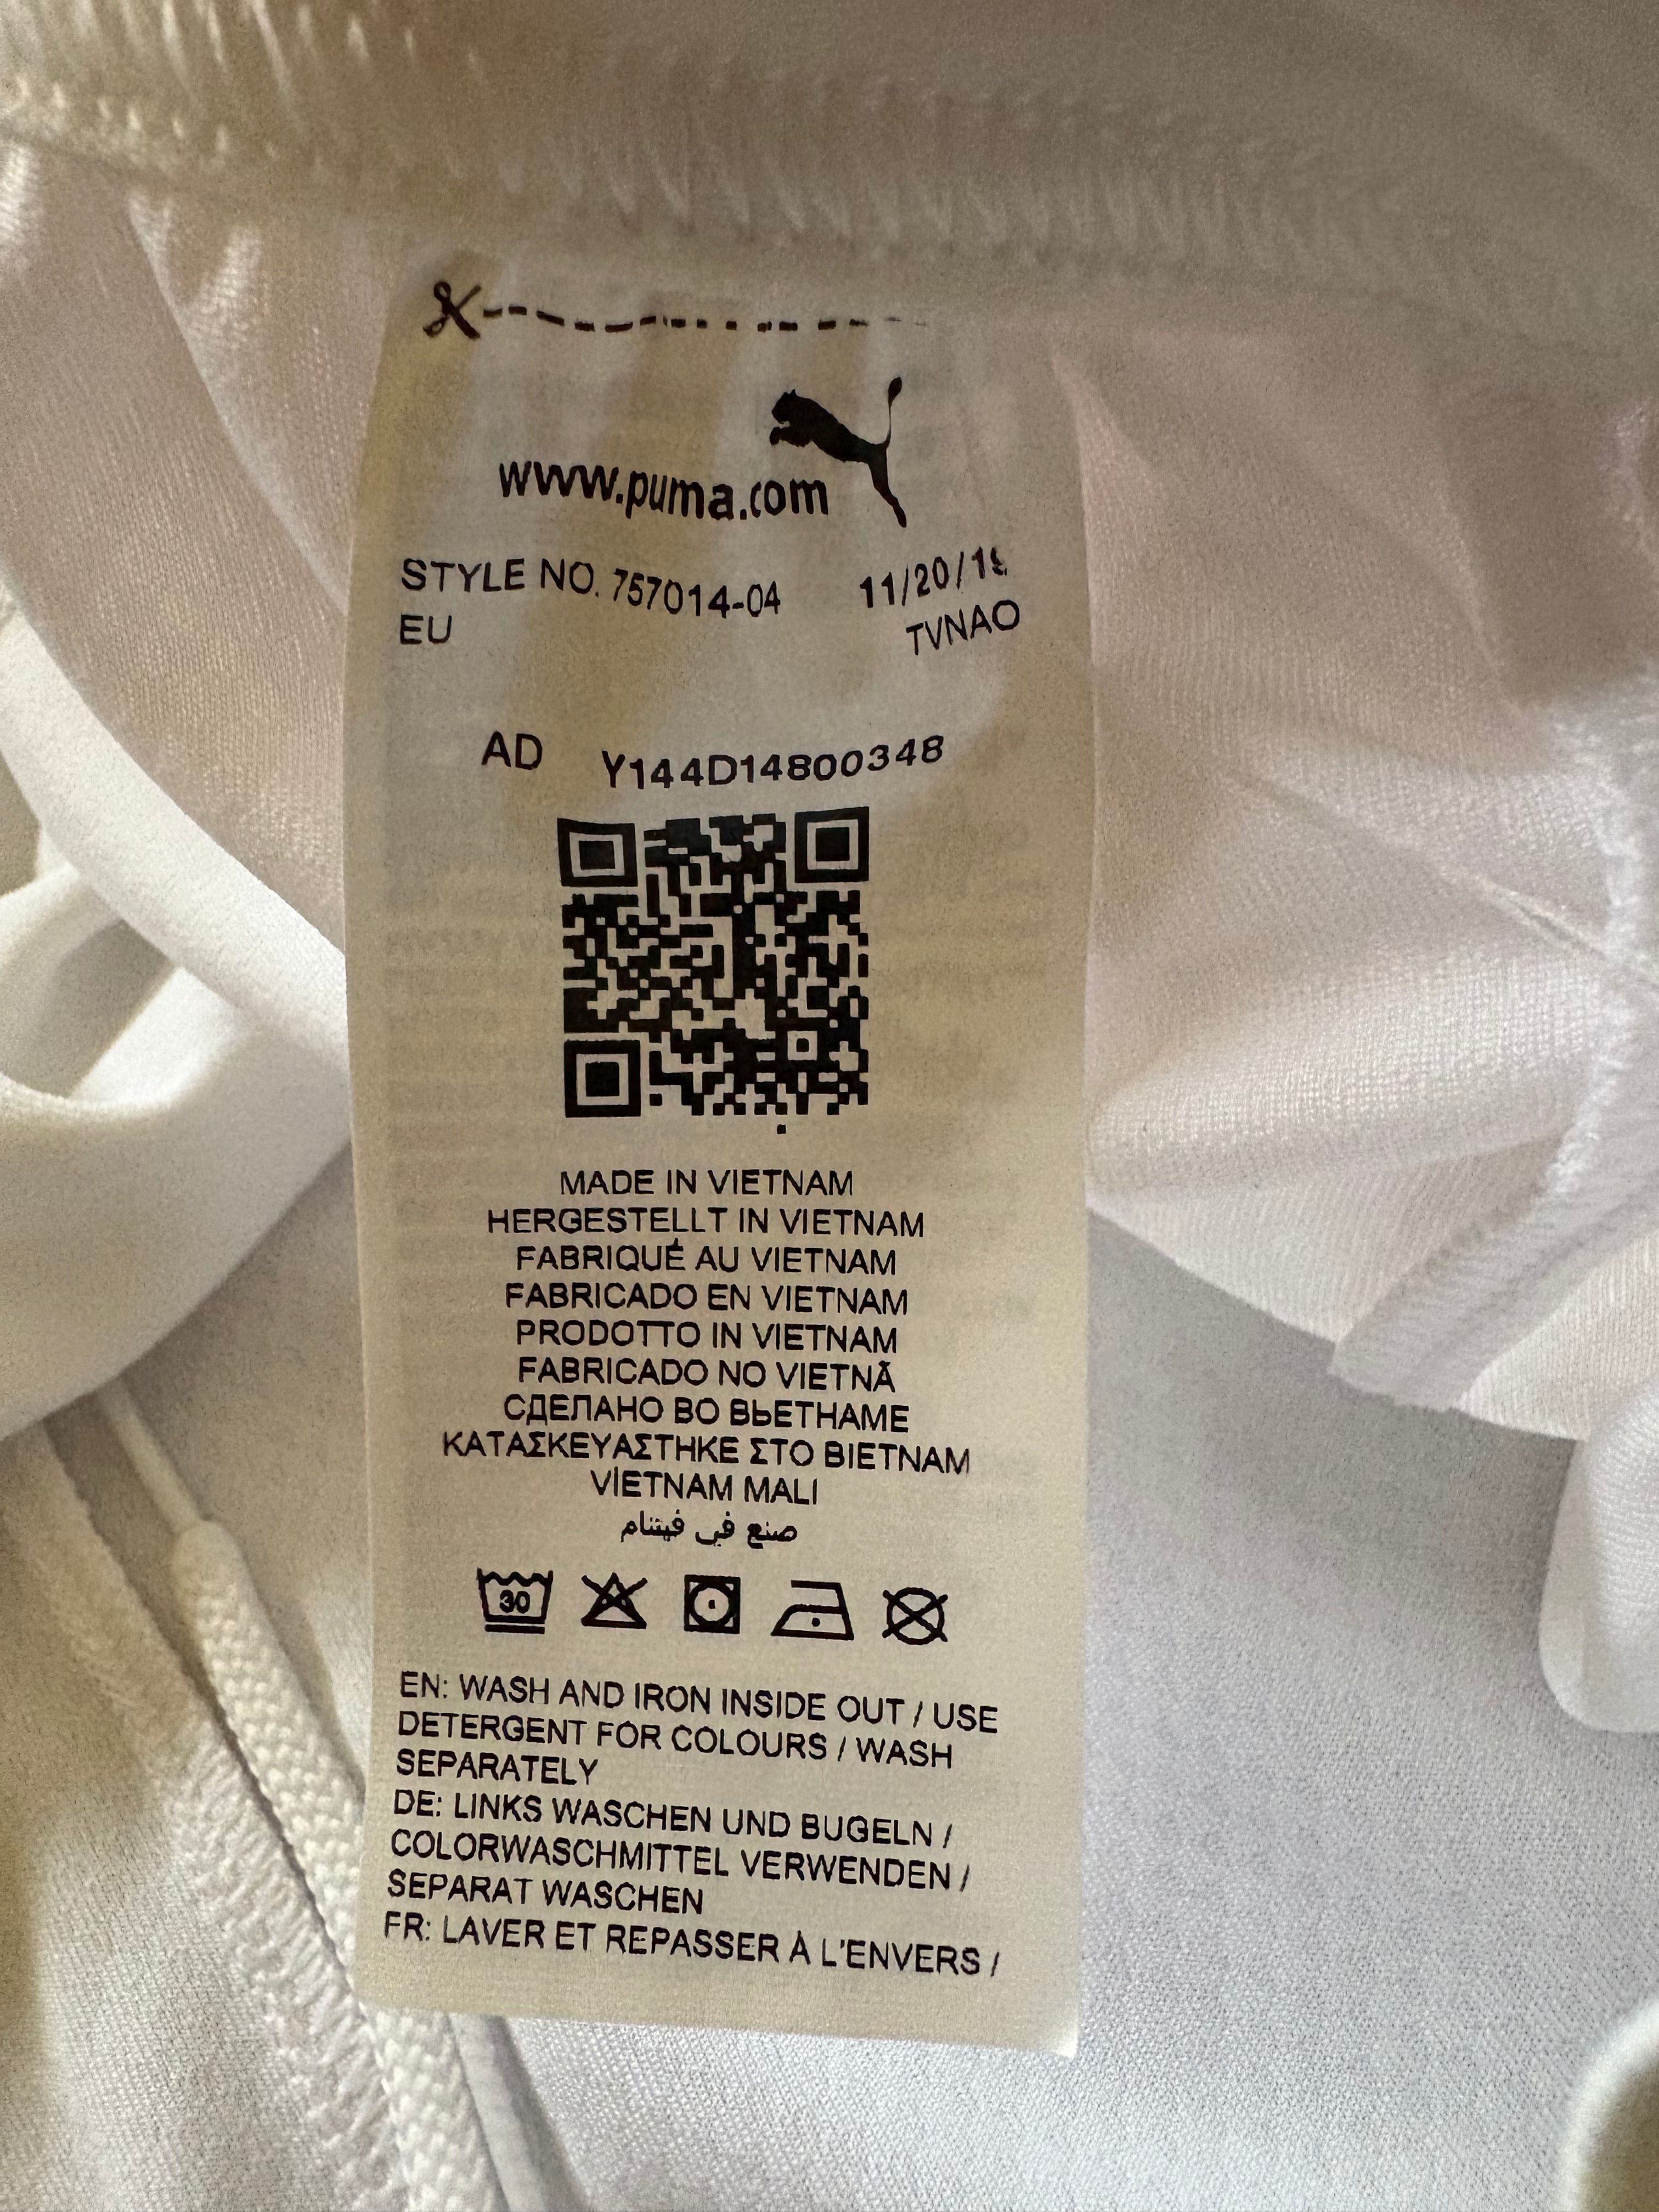 www.puma.com
STYLE NO. 757014-04 11/20/19
EU TVNAO
AD Y144D14800348
MADE IN VIETNAM
HERGESTELLT IN VIETNAM
FABRIQUÉ AU VIETNAM
FABRICADO EN VIETNAM
PRODOTTO IN VIETNAM
FABRICADO NO VIETNÃ
СДЕЛАНО ВО ВЬЕТНАМЕ
ΚΑΤΑΣΚΕΥΑΣΤΗΚΕ ΣΤΟ ΒΙΕΤΝΑΜ
VİETNAM MALI
صنع في فيتنام
30
EN: WASH AND IRON INSIDE OUT / USE
DETERGENT FOR COLOURS / WASH
SEPARATELY
DE: LINKS WASCHEN UND BUGELN /
COLORWASCHMITTEL VERWENDEN /
SEPARAT WASCHEN
FR: LAVER ET REPASSER À L'ENVERS /